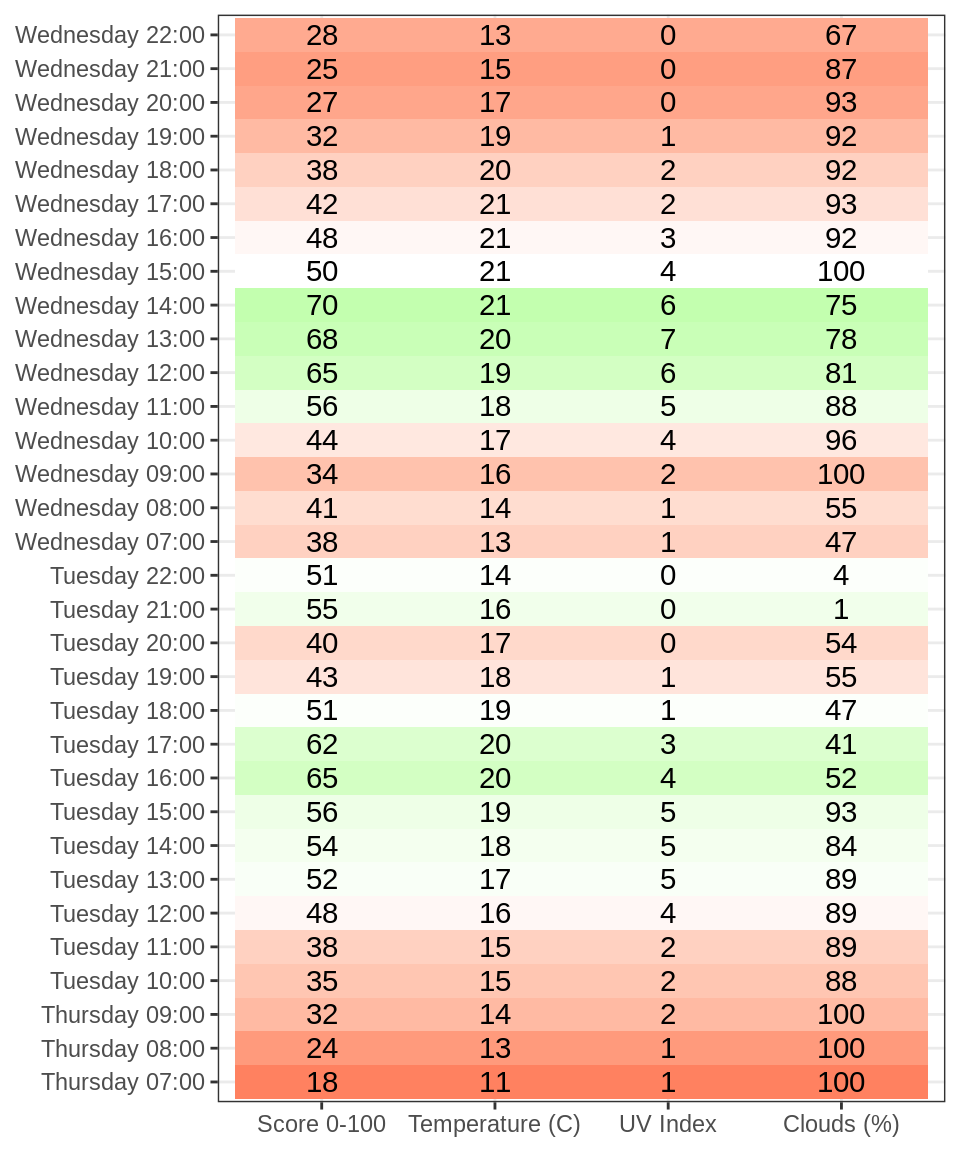 Wednesday 22:00 28 13 0 67
Wednesday 21:00 25 15 0 87
Wednesday 20:00 27 17 0 93
Wednesday 19:00 32 19 1 92
Wednesday 18:00 38 20 2 92
Wednesday 17:00 42 21 2 93
Wednesday 16:00 48 21 3 92
Wednesday 15:00 50 21 4 100
Wednesday 14:00 70 21 6 75
Wednesday 13:00 68 20 7 78
Wednesday 12:00 65 19 6 81
Wednesday 11:00 56 18 5 88
Wednesday 10:00 44 17 4 96
Wednesday 09:00 34 16 2 100
Wednesday 08:00 41 14 1 55
Wednesday 07:00 38 13 1 47
Tuesday 22:00 51 14 0 4
Tuesday 21:00 55 16 0 1
Tuesday 20:00 40 17 0 54
Tuesday 19:00 43 18 1 55
Tuesday 18:00 51 19 1 47
Tuesday 17:00 62 20 3 41
Tuesday 16:00 65 20 4 52
Tuesday 15:00 56 19 5 93
Tuesday 14:00 54 18 5 84
Tuesday 13:00 52 17 5 89
Tuesday 12:00 48 16 4 89
Tuesday 11:00 38 15 2 89
Tuesday 10:00 35 15 2 88
Thursday 09:00 32 14 2 100
Thursday 08:00 24 13 1 100
Thursday 07:00 18 11 1 100
Score 0-100 Temperature (C) UV Index Clouds (%)